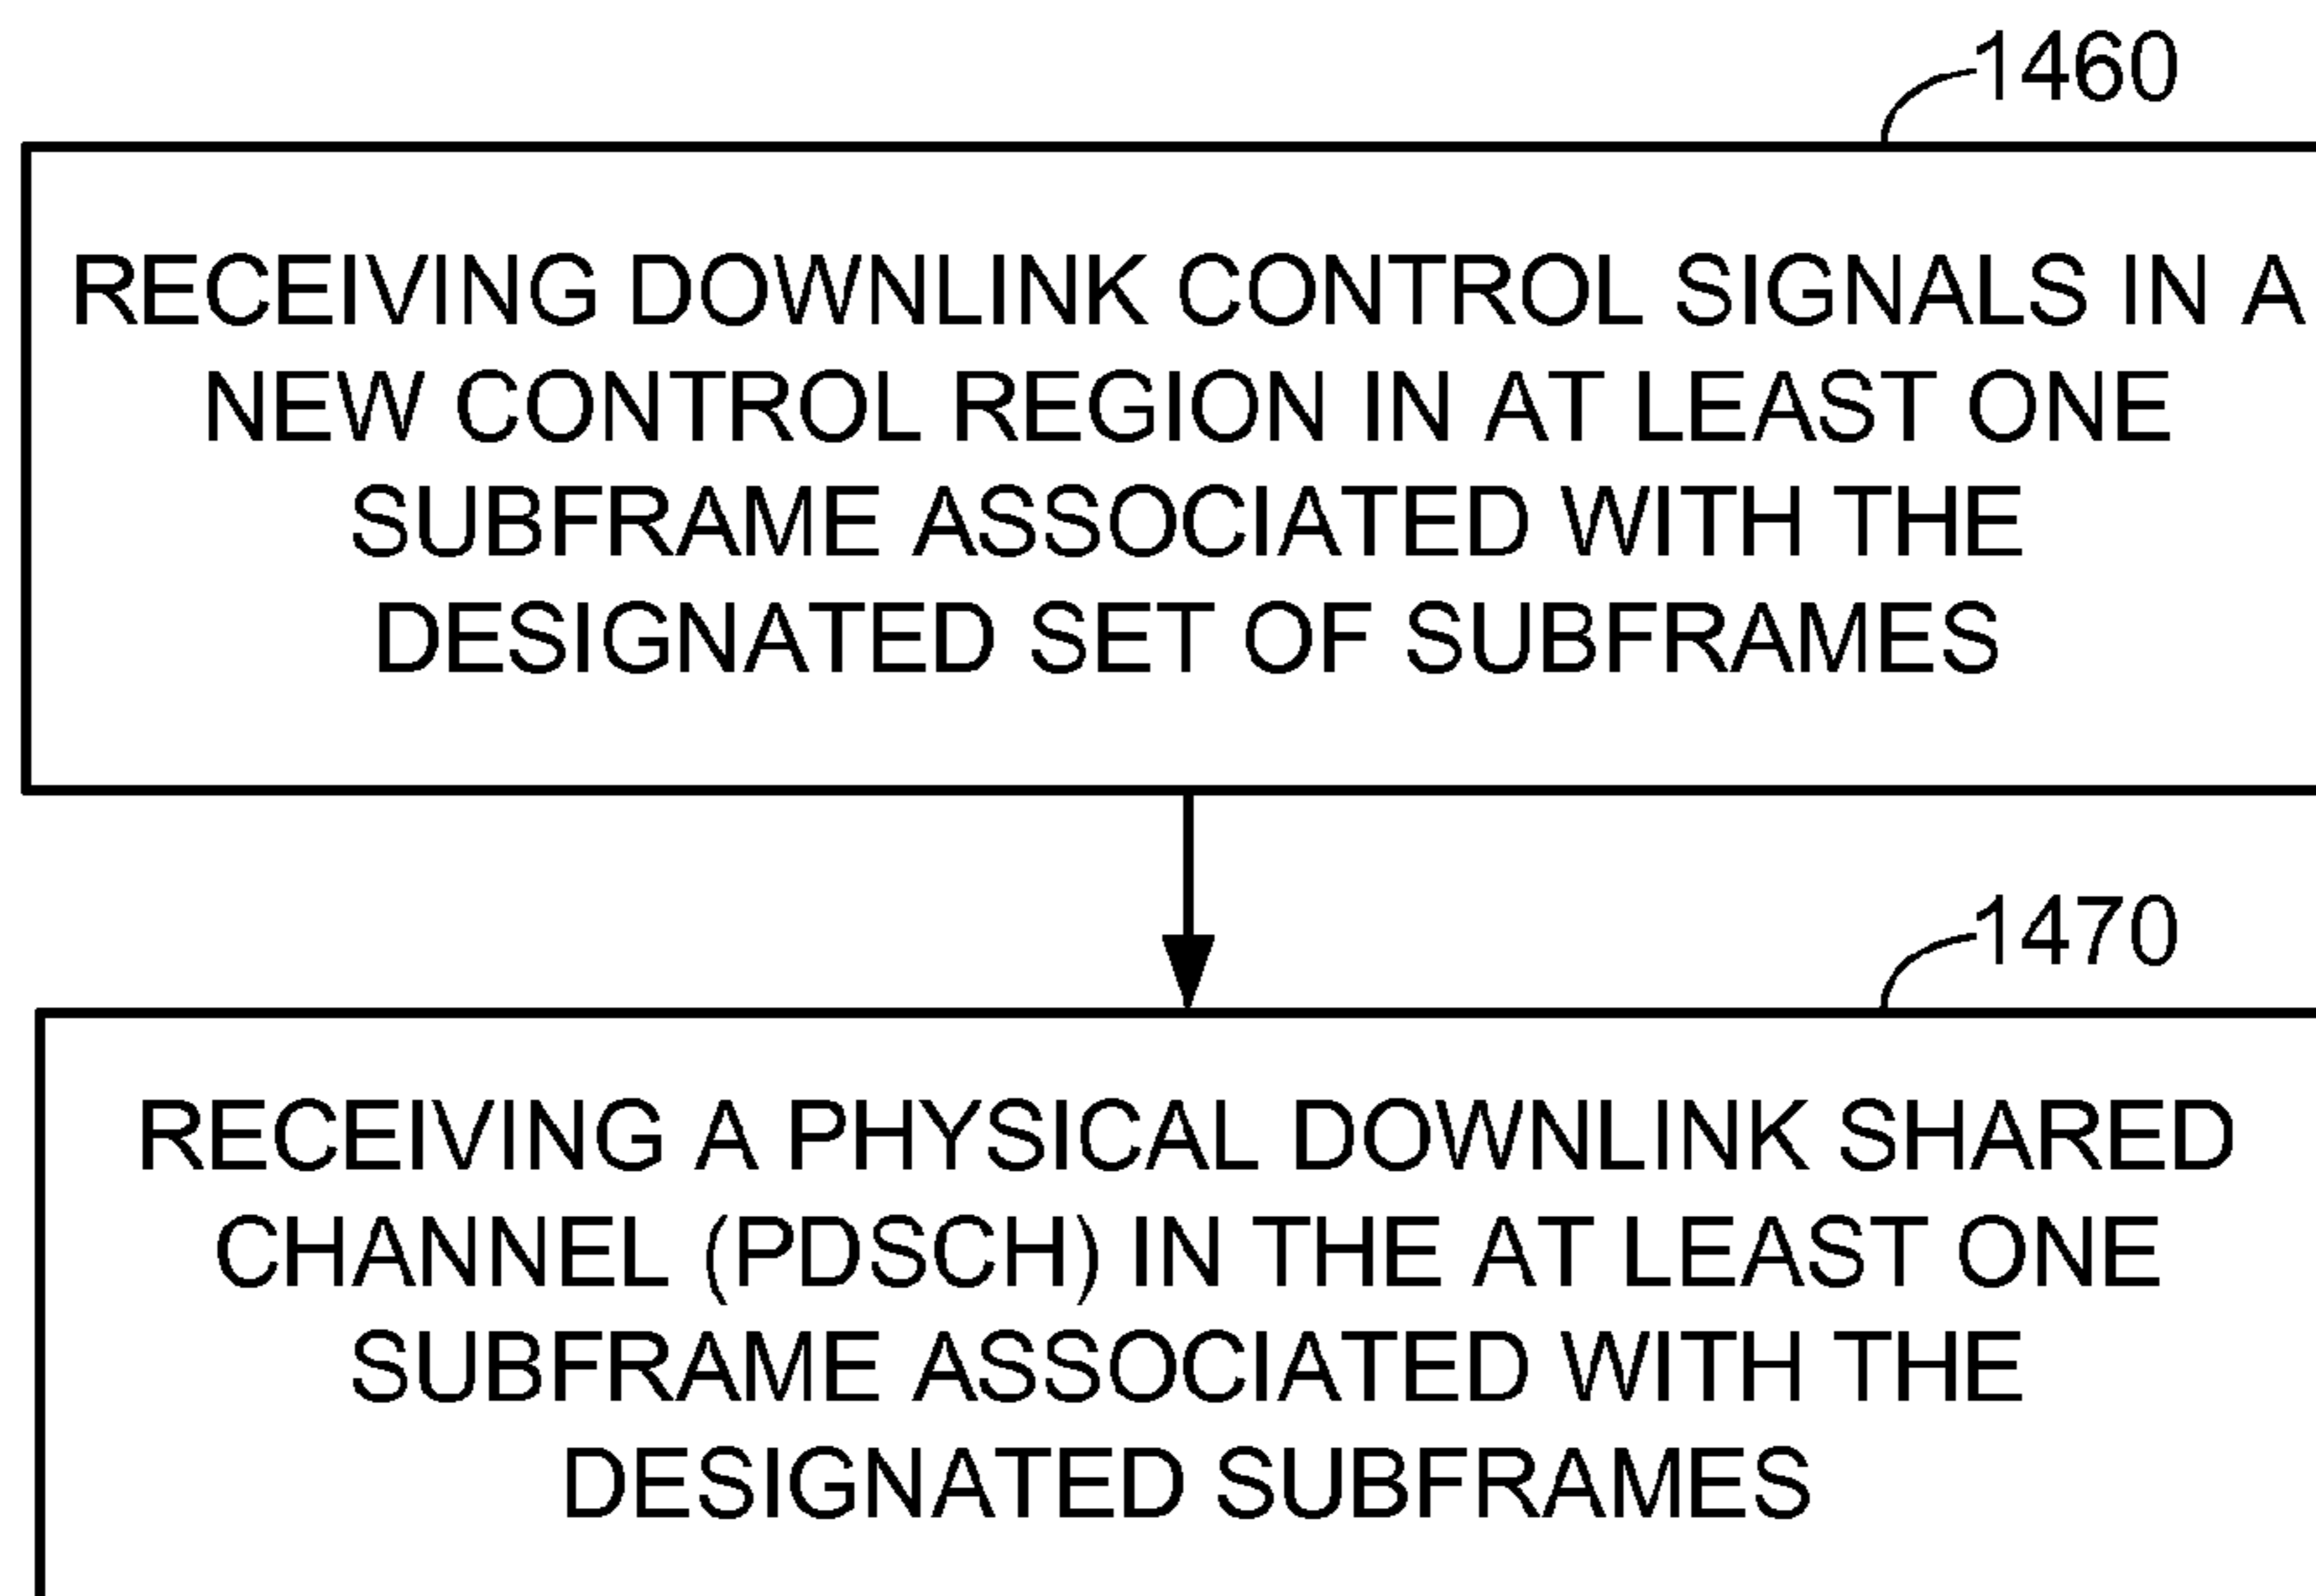 1460
RECEIVING DOWNLINK CONTROL SIGNALS IN A
NEW CONTROL REGION IN AT LEAST ONE
SUBFRAME ASSOCIATED WITH THE
DESIGNATED SET OF SUBFRAMES
1470
RECEIVING A PHYSICAL DOWNLINK SHARED
CHANNEL (PDSCH) IN THE AT LEAST ONE
SUBFRAME ASSOCIATED WITH THE
DESIGNATED SUBFRAMES